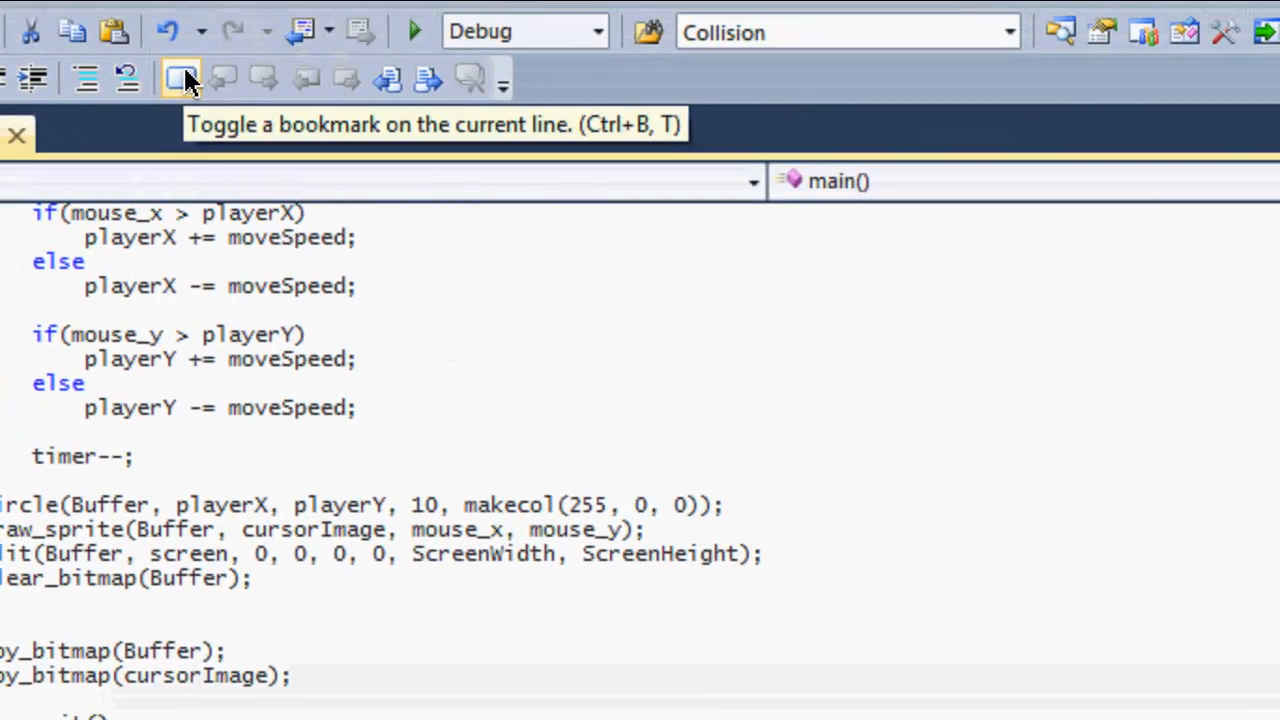 Debug
Collision
Toggle a bookmark on the current line. (Ctrl+B, T)
main()
if(mouse_x > playerX)
playerX += moveSpeed;
else
playerX -= moveSpeed;
if(mouse_y > playerY)
playerY += moveSpeed;
else
playerY -= moveSpeed;
timer--;
ircle(Buffer, playerX, playerY, 10, makecol(255, 0, 0));
raw_sprite(Buffer, cursorImage, mouse_x, mouse_y);
lit(Buffer, screen, 0, 0, 0, 0, ScreenWidth, ScreenHeight);
lear_bitmap(Buffer);
oy_bitmap(Buffer);
oy_bitmap(cursorImage);